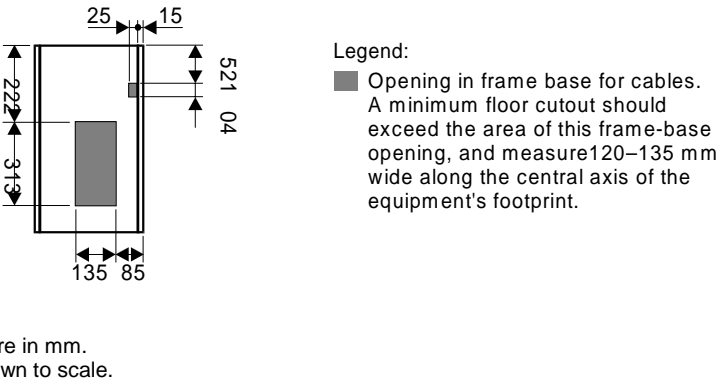 25 15
Legend:
Opening in frame base for cables.
A minimum floor cutout should
exceed the area of this frame-base
opening, and measure120–135 mm
wide along the central axis of the
equipment's footprint.
521 04
222
313
135 85
re in mm.
wn to scale.